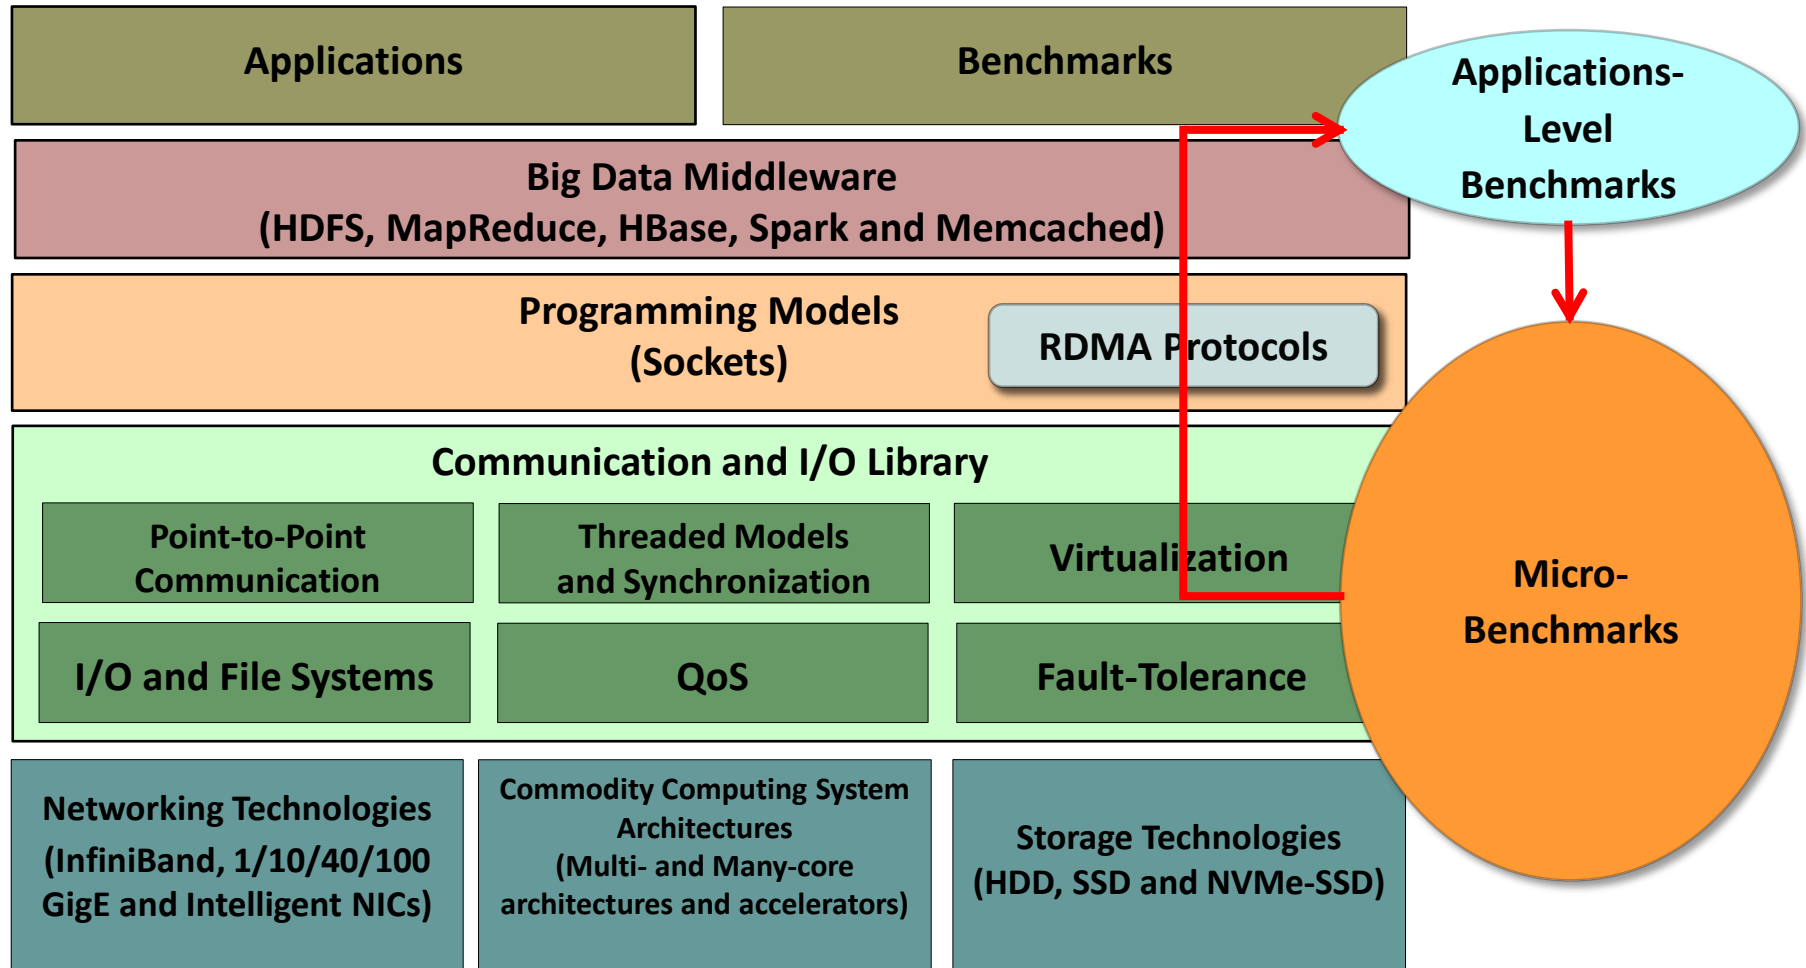 Applications
Benchmarks
Applications-
Level
Benchmarks
Big Data Middleware
(HDFS, MapReduce, HBase, Spark and Memcached)
Programming Models
(Sockets)
RDMA Protocols
Communication and I/O Library
Point-to-Point
Communication
Threaded Models
and Synchronization
Virtualization
Micro-
Benchmarks
I/O and File Systems
QoS
Fault-Tolerance
Networking Technologies
(InfiniBand, 1/10/40/100
GigE and Intelligent NICs)
Commodity Computing System
Architectures
(Multi- and Many-core
architectures and accelerators)
Storage Technologies
(HDD, SSD and NVMe-SSD)